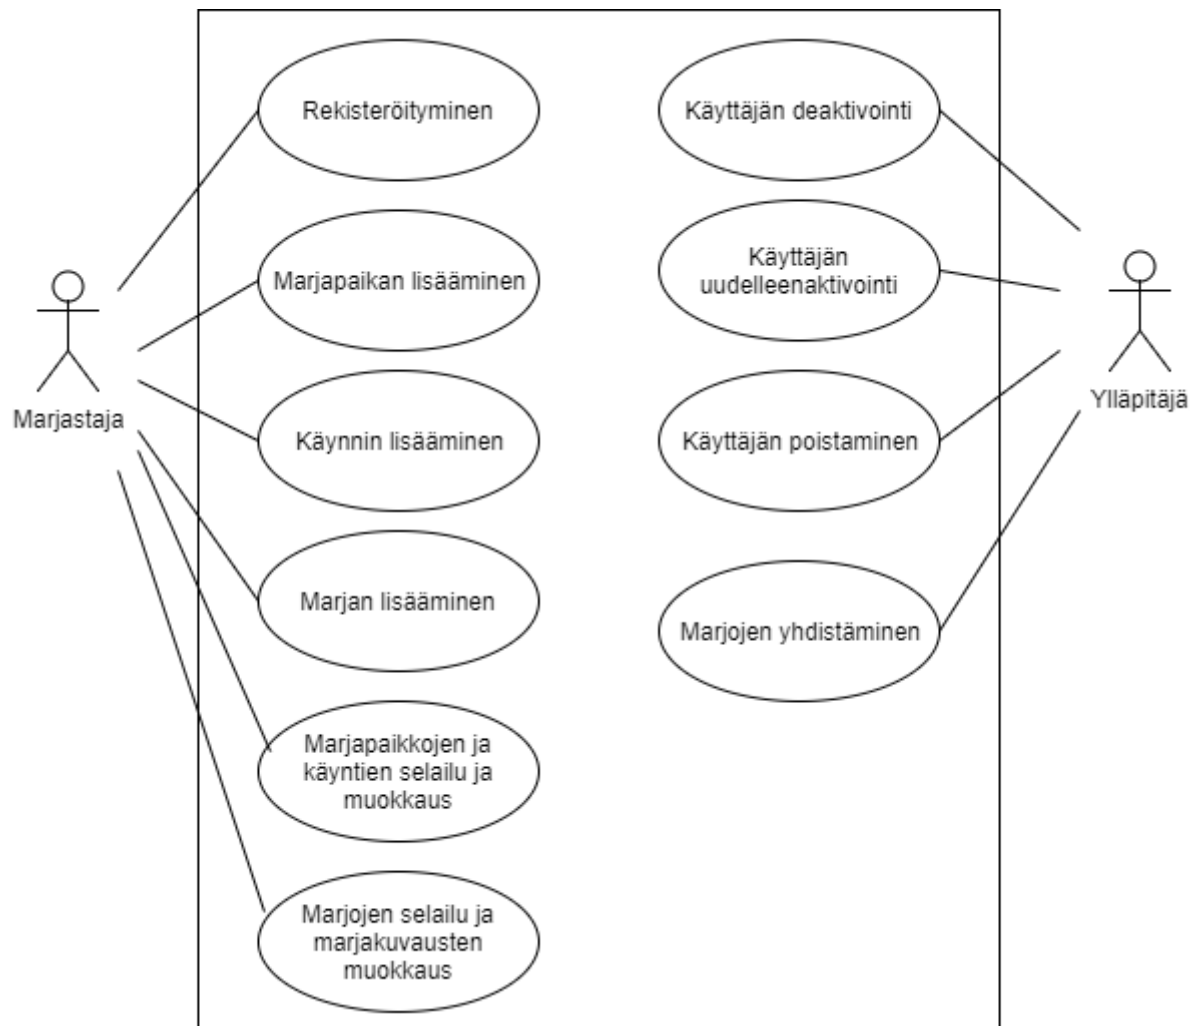 Rekisteröityminen
Käyttäjän deaktivointi
Marjapaikan lisääminen
Käyttäjän
uudelleenaktivointi
Marjastaja
Ylläpitäjä
Käynnin lisääminen
Käyttäjän poistaminen
Marjan lisääminen
Marjojen yhdistäminen
Marjapaikkojen ja
käyntien selailu ja
muokkaus
Marjojen selailu ja
marjakuvausten
muokkaus